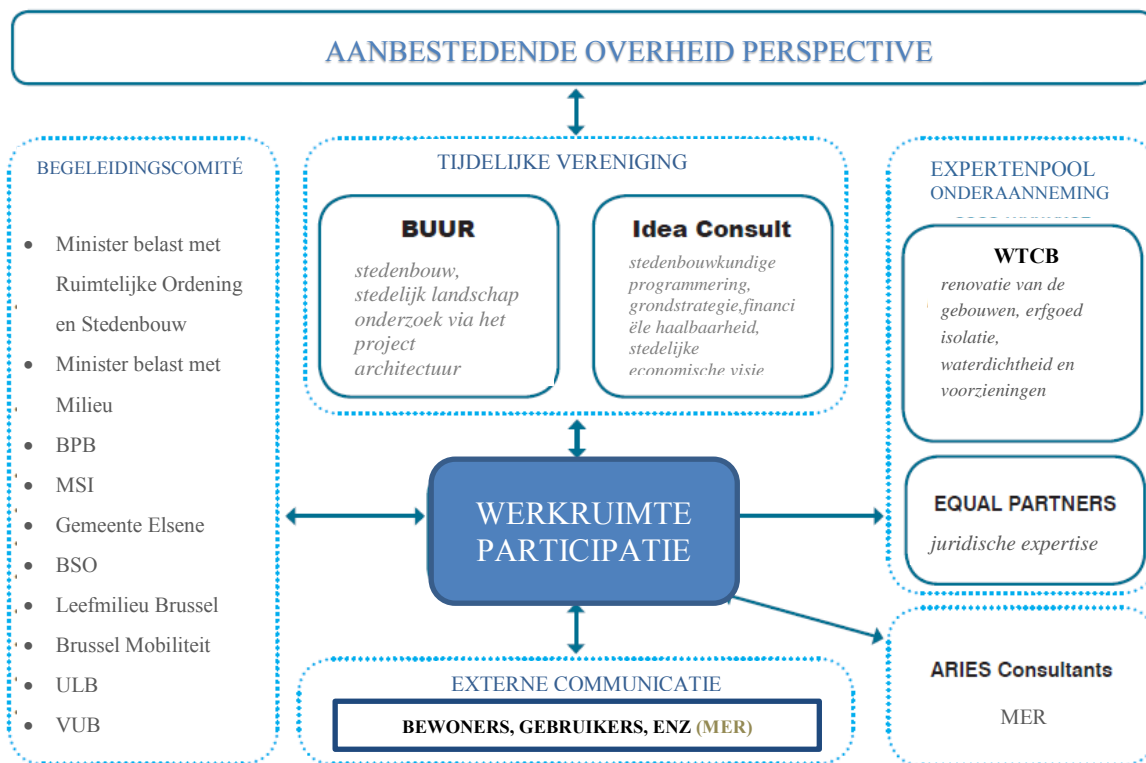 AANBESTEDENDE OVERHEID PERSPECTIVE
BEGELEIDINGSCOMITÉ
• Minister belast met
Ruimtelijke Ordening
en Stedenbouw
• Minister belast met
Milieu
• BPB
• MSI
• Gemeente Elsene
• BSO
• Leefmilieu Brussel
• Brussel Mobiliteit
• ULB
• VUB
TIJDELIJKE VERENIGING
BUUR
stedenbouw,
stedelijk landschap
onderzoek via het
project
architectuur
Idea Consult
stedenbouwkundige
programmering,
grondstrategie,financi
ële haalbaarheid,
stedelijke
economische visie
EXPERTENPOOL
ONDERAANNEMING
WTCB
renovatie van de
gebouwen, erfgoed
isolatie,
waterdichtheid en
voorzieningen
EQUAL PARTNERS
juridische expertise
WERKRUIMTE
PARTICIPATIE
EXTERNE COMMUNICATIE
BEWONERS, GEBRUIKERS, ENZ (MER)
ARIES Consultants
MER